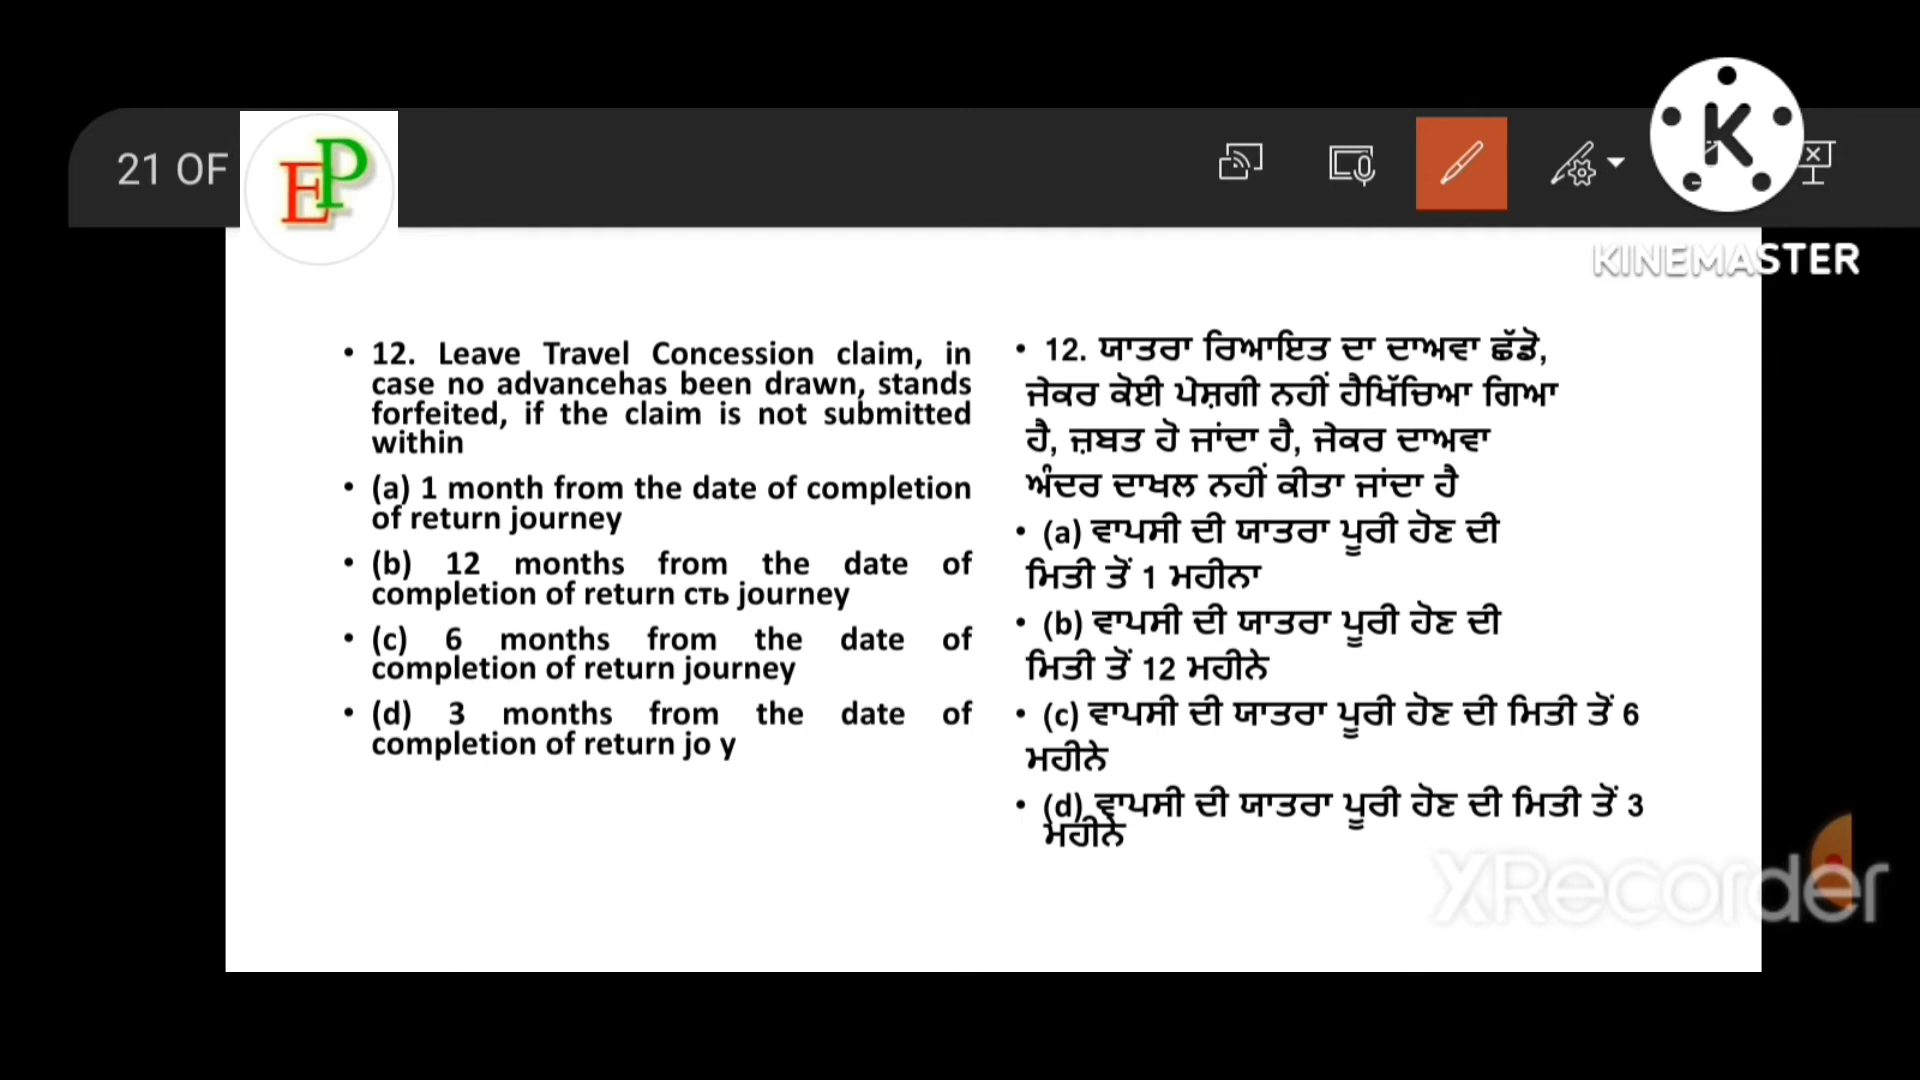 21 OF
EP
K
KINEMASTER
• 12. Leave Travel Concession claim, in
case no advancehas been drawn, stands
forfeited, if the claim is not submitted
within
• (a) 1 month from the date of completion
of return journey
• (b) 12 months from the date of
completion of return сть journey
• (c) 6 months from the date of
completion of return journey
• (d) 3 months from the date of
completion of return jo y
• 12. ਯਾਤਰਾ ਰਿਆਇਤ ਦਾ ਦਾਅਵਾ ਛੱਡੋ,
ਜੇਕਰ ਕੋਈ ਪੇਸ਼ਗੀ ਨਹੀਂ ਹੈਖਿੱਚਿਆ ਗਿਆ
ਹੈ, ਜ਼ਬਤ ਹੋ ਜਾਂਦਾ ਹੈ, ਜੇਕਰ ਦਾਅਵਾ
ਅੰਦਰ ਦਾਖਲ ਨਹੀਂ ਕੀਤਾ ਜਾਂਦਾ ਹੈ
• (a) ਵਾਪਸੀ ਦੀ ਯਾਤਰਾ ਪੂਰੀ ਹੋਣ ਦੀ
ਮਿਤੀ ਤੋਂ 1 ਮਹੀਨਾ
• (b) ਵਾਪਸੀ ਦੀ ਯਾਤਰਾ ਪੂਰੀ ਹੋਣ ਦੀ
ਮਿਤੀ ਤੋਂ 12 ਮਹੀਨੇ
• (c) ਵਾਪਸੀ ਦੀ ਯਾਤਰਾ ਪੂਰੀ ਹੋਣ ਦੀ ਮਿਤੀ ਤੋਂ 6
ਮਹੀਨੇ
• (d) ਵਾਪਸੀ ਦੀ ਯਾਤਰਾ ਪੂਰੀ ਹੋਣ ਦੀ ਮਿਤੀ ਤੋਂ 3
ਮਹੀਨੇ
XRecorder